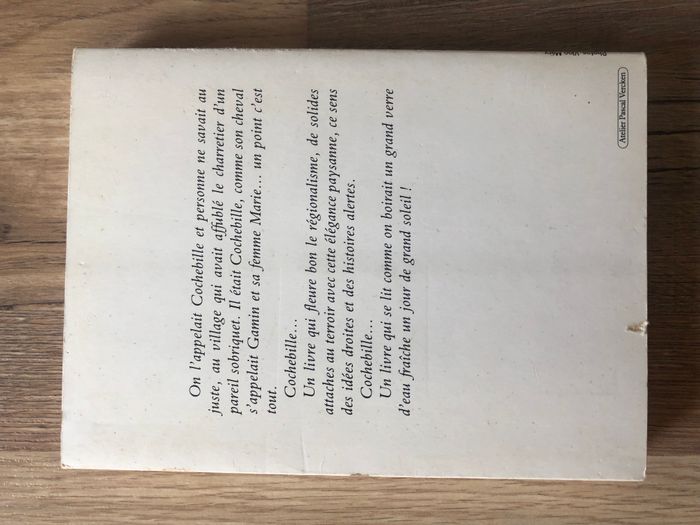 On l'appelait Cochebille et personne ne savait au
juste, au village qui avait affublé le charretier d'un
pareil sobriquet. Il était Cochebille, comme son cheval
s'appelait Gamin et sa femme Marie... un point c'est
tout.
Cochebille...
Un livre qui fleure bon le régionalisme, de solides
attaches au terroir avec cette élégance paysanne, ce sens
des idées droites et des histoires alertes.
Cochebille...
Un livre qui se lit comme on boirait un grand verre
d'eau fraîche un jour de grand soleil !
Atelier Pascal Vercken